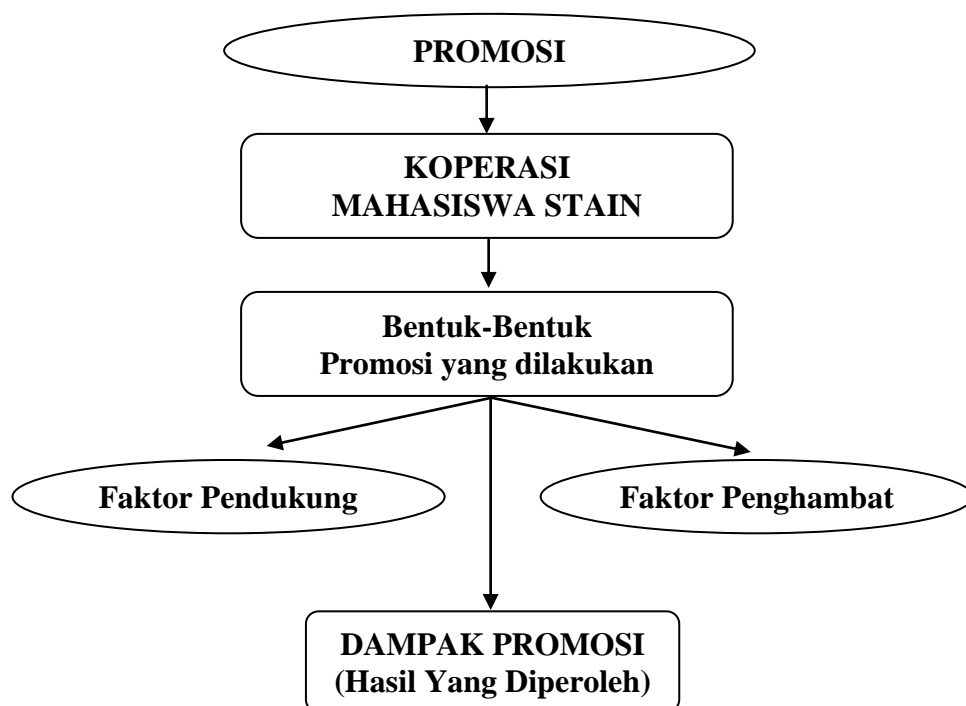 PROMOSI
KOPERASI
MAHASISWA STAIN
Bentuk-Bentuk
Promosi yang dilakukan
Faktor Pendukung
Faktor Penghambat
DAMPAK PROMOSI
(Hasil Yang Diperoleh)